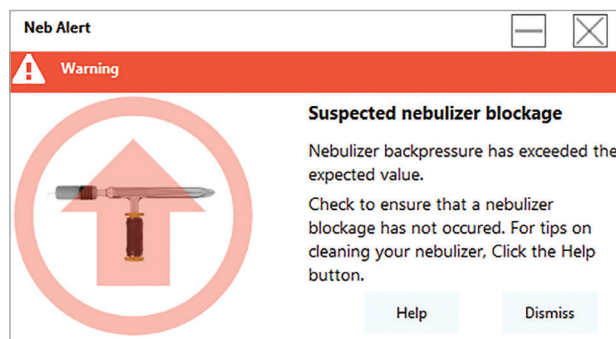 Neb Alert
Warning
Suspected nebulizer blockage
Nebulizer backpressure has exceeded the
expected value.
Check to ensure that a nebulizer
blockage has not occured. For tips on
cleaning your nebulizer, Click the Help
button.
Help Dismiss